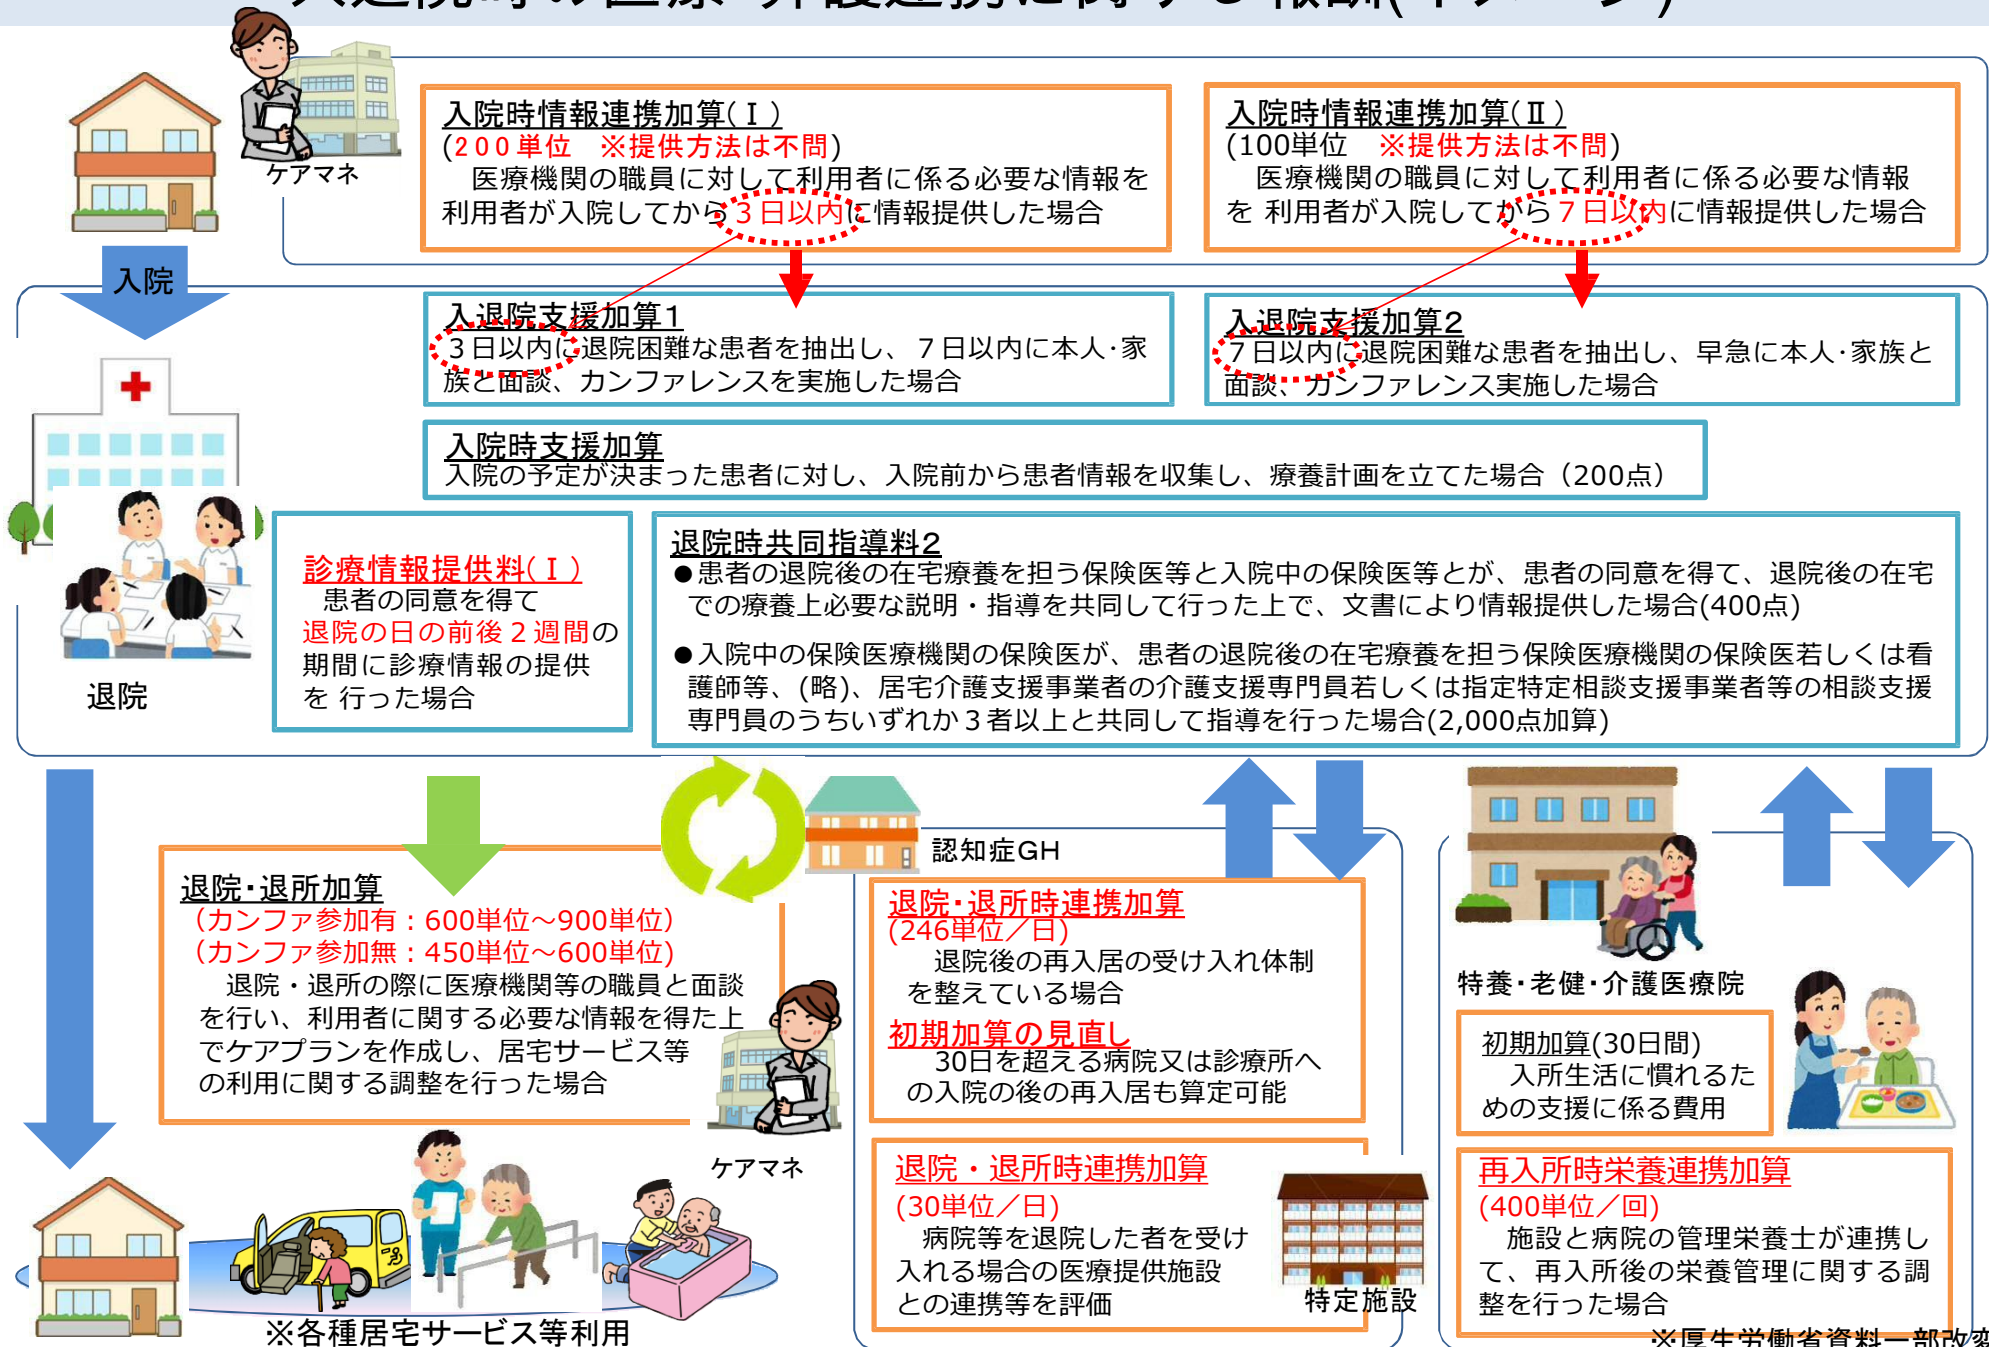 入退院時の医療・介護連携に関する報酬(イメージ)
ケアマネ
入院時情報連携加算(Ⅰ)
(200単位　※提供方法は不問)
医療機関の職員に対して利用者に係る必要な情報を
利用者が入院してから３日以内に情報提供した場合
入院時情報連携加算(Ⅱ)
(100単位　※提供方法は不問)
医療機関の職員に対して利用者に係る必要な情報
を 利用者が入院してから７日以内に情報提供した場合
入院
入退院支援加算1
３日以内に退院困難な患者を抽出し、７日以内に本人・家
族と面談、カンファレンスを実施した場合
入退院支援加算2
７日以内に退院困難な患者を抽出し、早急に本人・家族と
面談、カンファレンス実施した場合
入院時支援加算
入院の予定が決まった患者に対し、入院前から患者情報を収集し、療養計画を立てた場合（200点）
退院
診療情報提供料(Ⅰ)
患者の同意を得て
退院の日の前後２週間の
期間に診療情報の提供
を 行った場合
退院時共同指導料2
●患者の退院後の在宅療養を担う保険医等と入院中の保険医等とが、患者の同意を得て、退院後の在宅
での療養上必要な説明・指導を共同して行った上で、文書により情報提供した場合(400点)
●入院中の保険医療機関の保険医が、患者の退院後の在宅療養を担う保険医療機関の保険医若しくは看
護師等、(略)、居宅介護支援事業者の介護支援専門員若しくは指定特定相談支援事業者等の相談支援
専門員のうちいずれか３者以上と共同して指導を行った場合(2,000点加算)
退院・退所加算
（カンファ参加有：600単位～900単位）
（カンファ参加無：450単位～600単位)
退院・退所の際に医療機関等の職員と面談
を行い、利用者に関する必要な情報を得た上
でケアプランを作成し、居宅サービス等
の利用に関する調整を行った場合
ケアマネ
※各種居宅サービス等利用
認知症GH
退院・退所時連携加算
(246単位／日)
退院後の再入居の受け入れ体制
を整えている場合
初期加算の見直し
30日を超える病院又は診療所へ
の入院の後の再入居も算定可能
退院・退所時連携加算
(30単位／日)
病院等を退院した者を受け
入れる場合の医療提供施設
との連携等を評価
特定施設
特養・老健・介護医療院
初期加算(30日間)
入所生活に慣れるた
めの支援に係る費用
再入所時栄養連携加算
(400単位／回)
施設と病院の管理栄養士が連携し
て、再入所後の栄養管理に関する調
整を行った場合
※厚生労働省資料一部改変